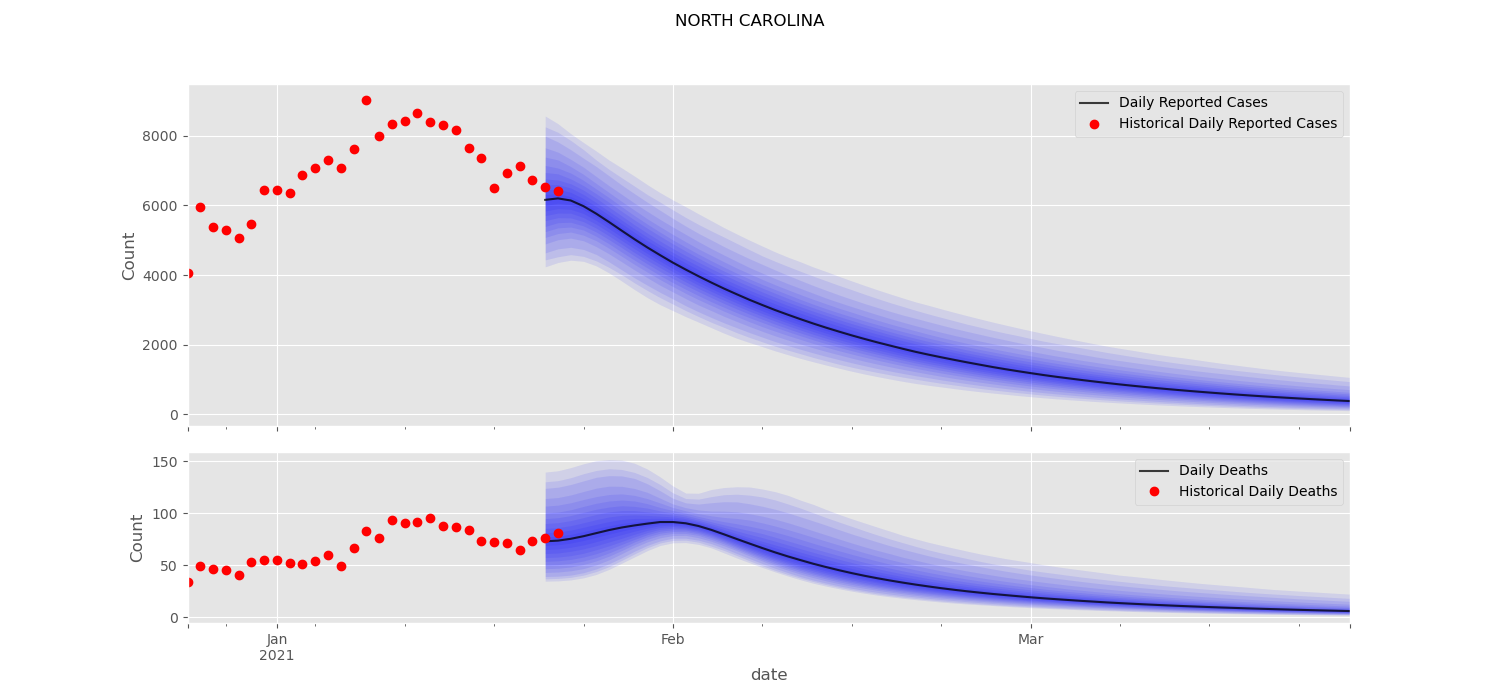 NORTH CAROLINA
Daily Reported Cases
Historical Daily Reported Cases
8000
6000
4000
2000
0
Count
Daily Deaths
Historical Daily Deaths
150
100
50
0
Count
Jan
2021
Feb
Mar
date